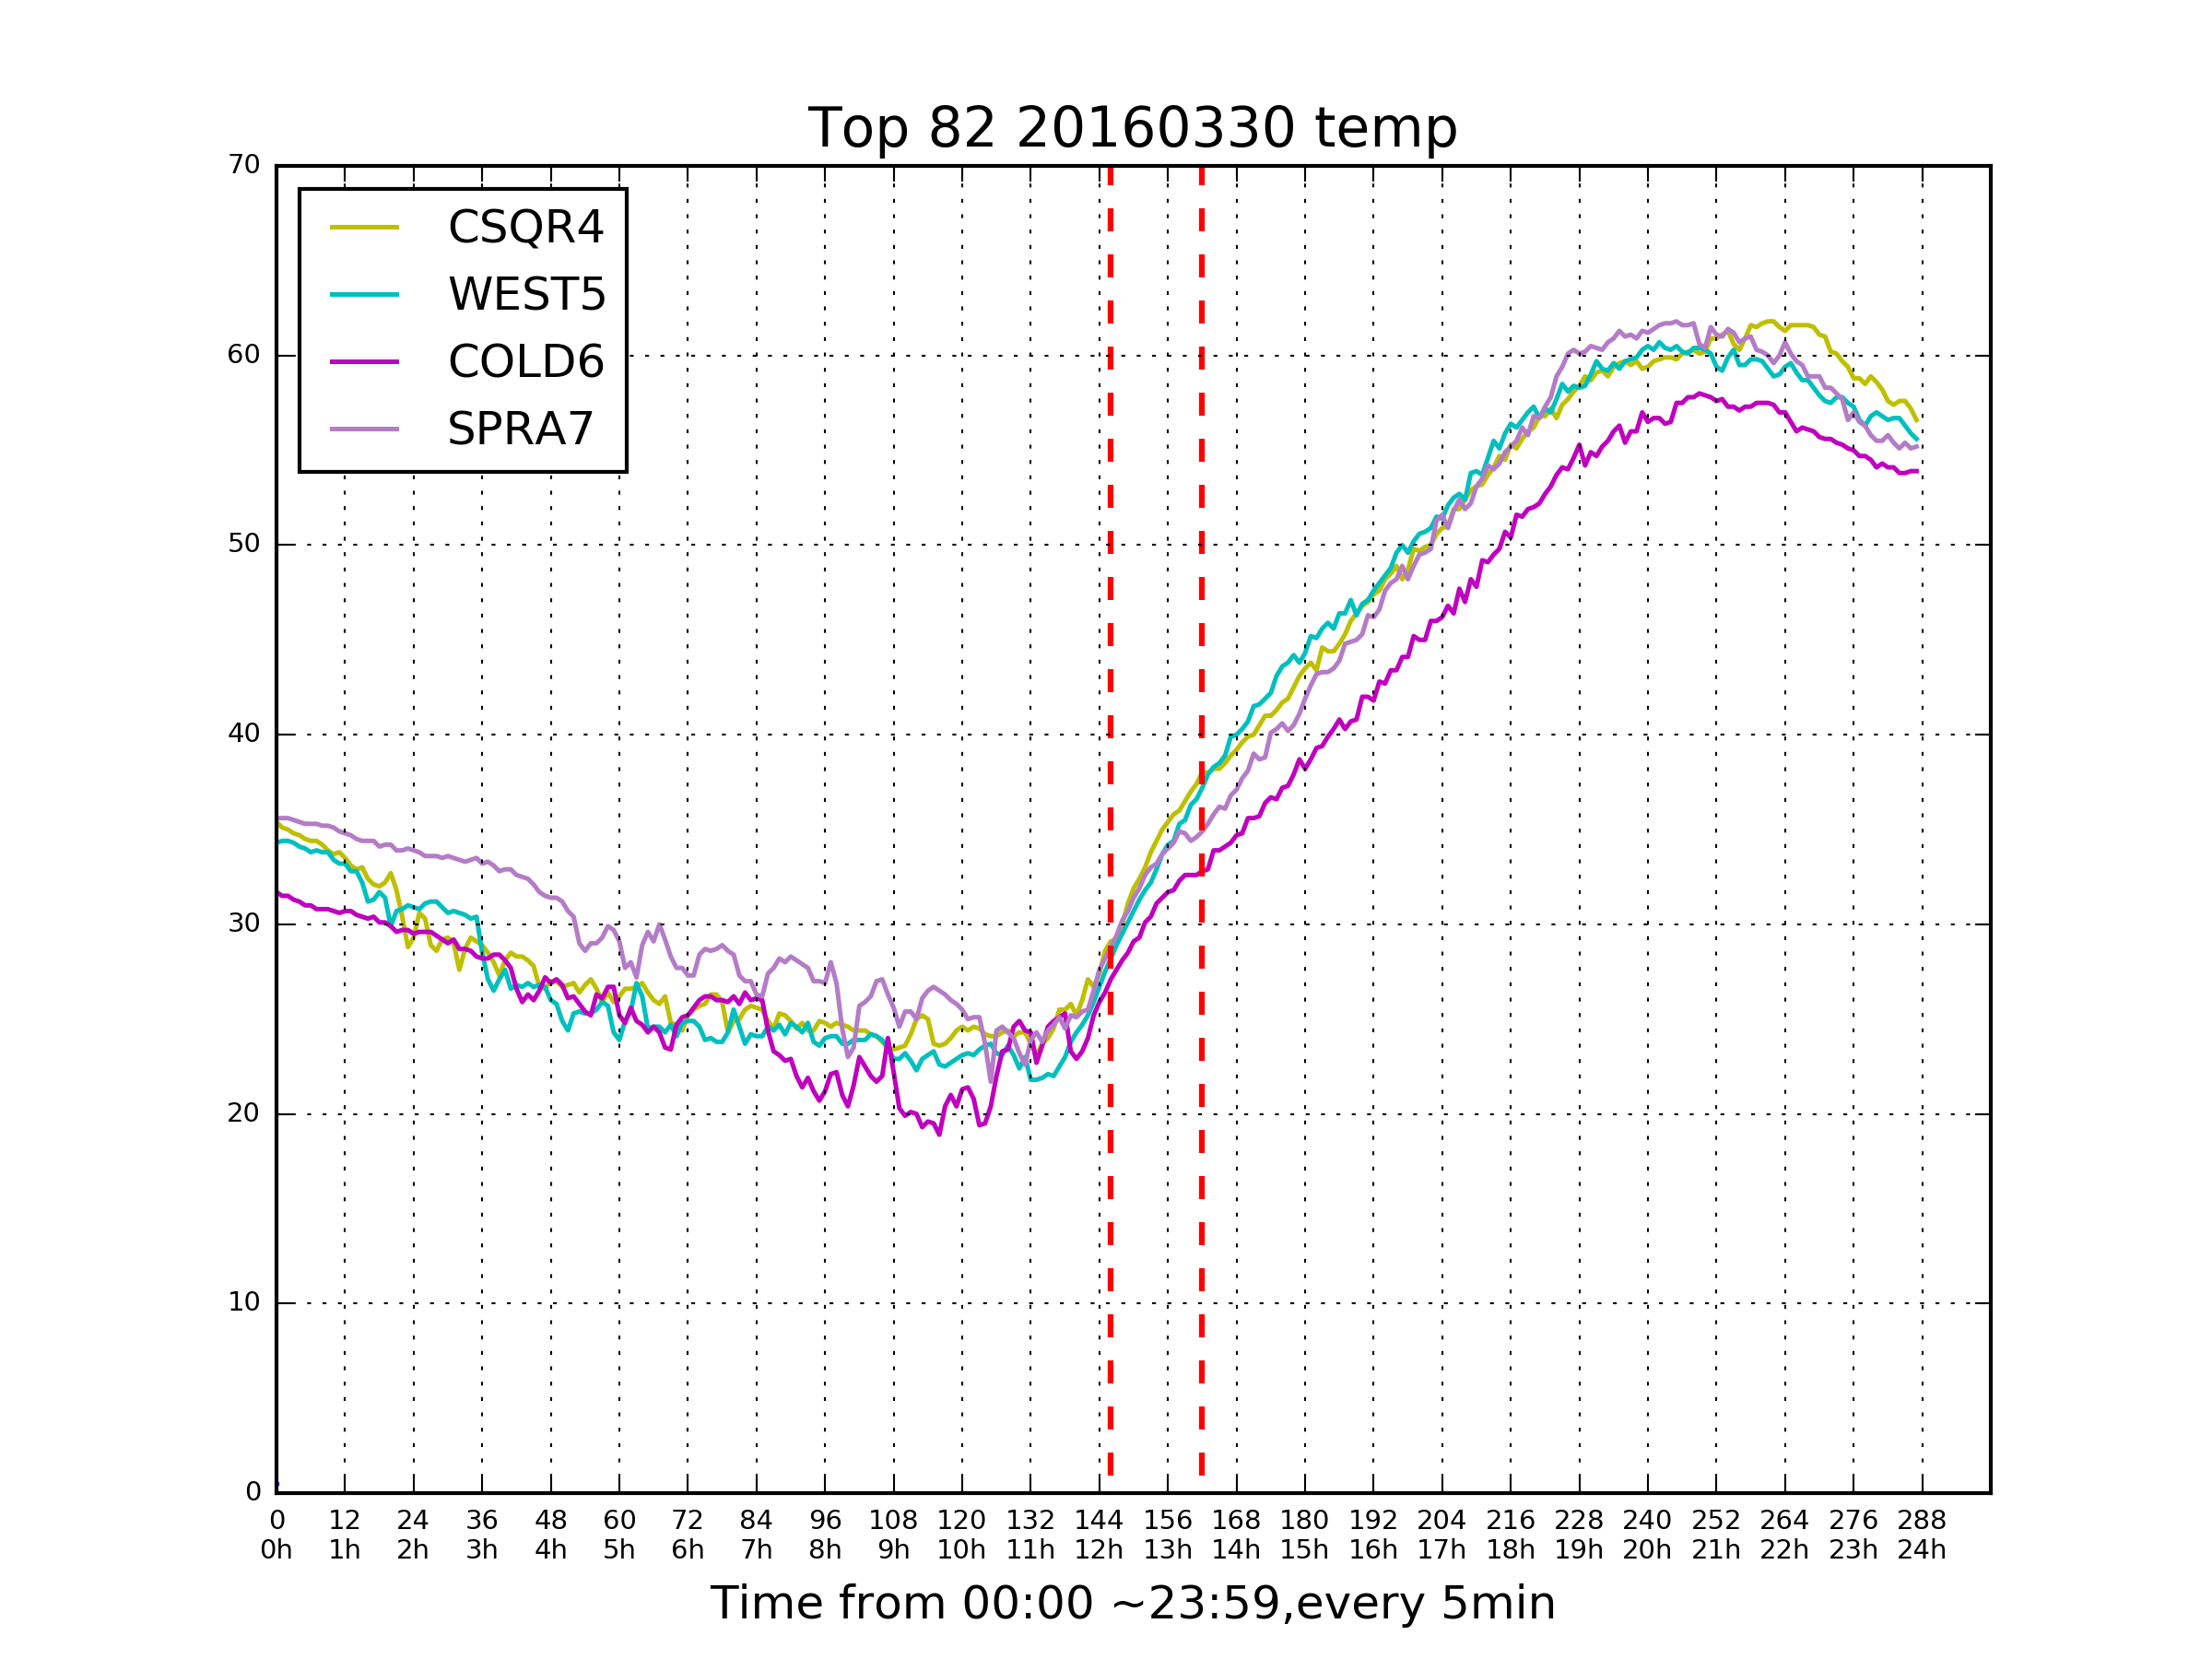 Top 82 20160330 temp
70
60
50
40
30
20
10
0
CSQR4
WEST5
COLD6
SPRA7
0 12 24 36 48 60 72 84 96 108 120 132 144 156 168 180 192 204 216 228 240 252 264 276 288
0h 1h 2h 3h 4h 5h 6h 7h 8h 9h 10h 11h 12h 13h 14h 15h 16h 17h 18h 19h 20h 21h 22h 23h 24h
Time from 00:00 ~23:59,every 5min